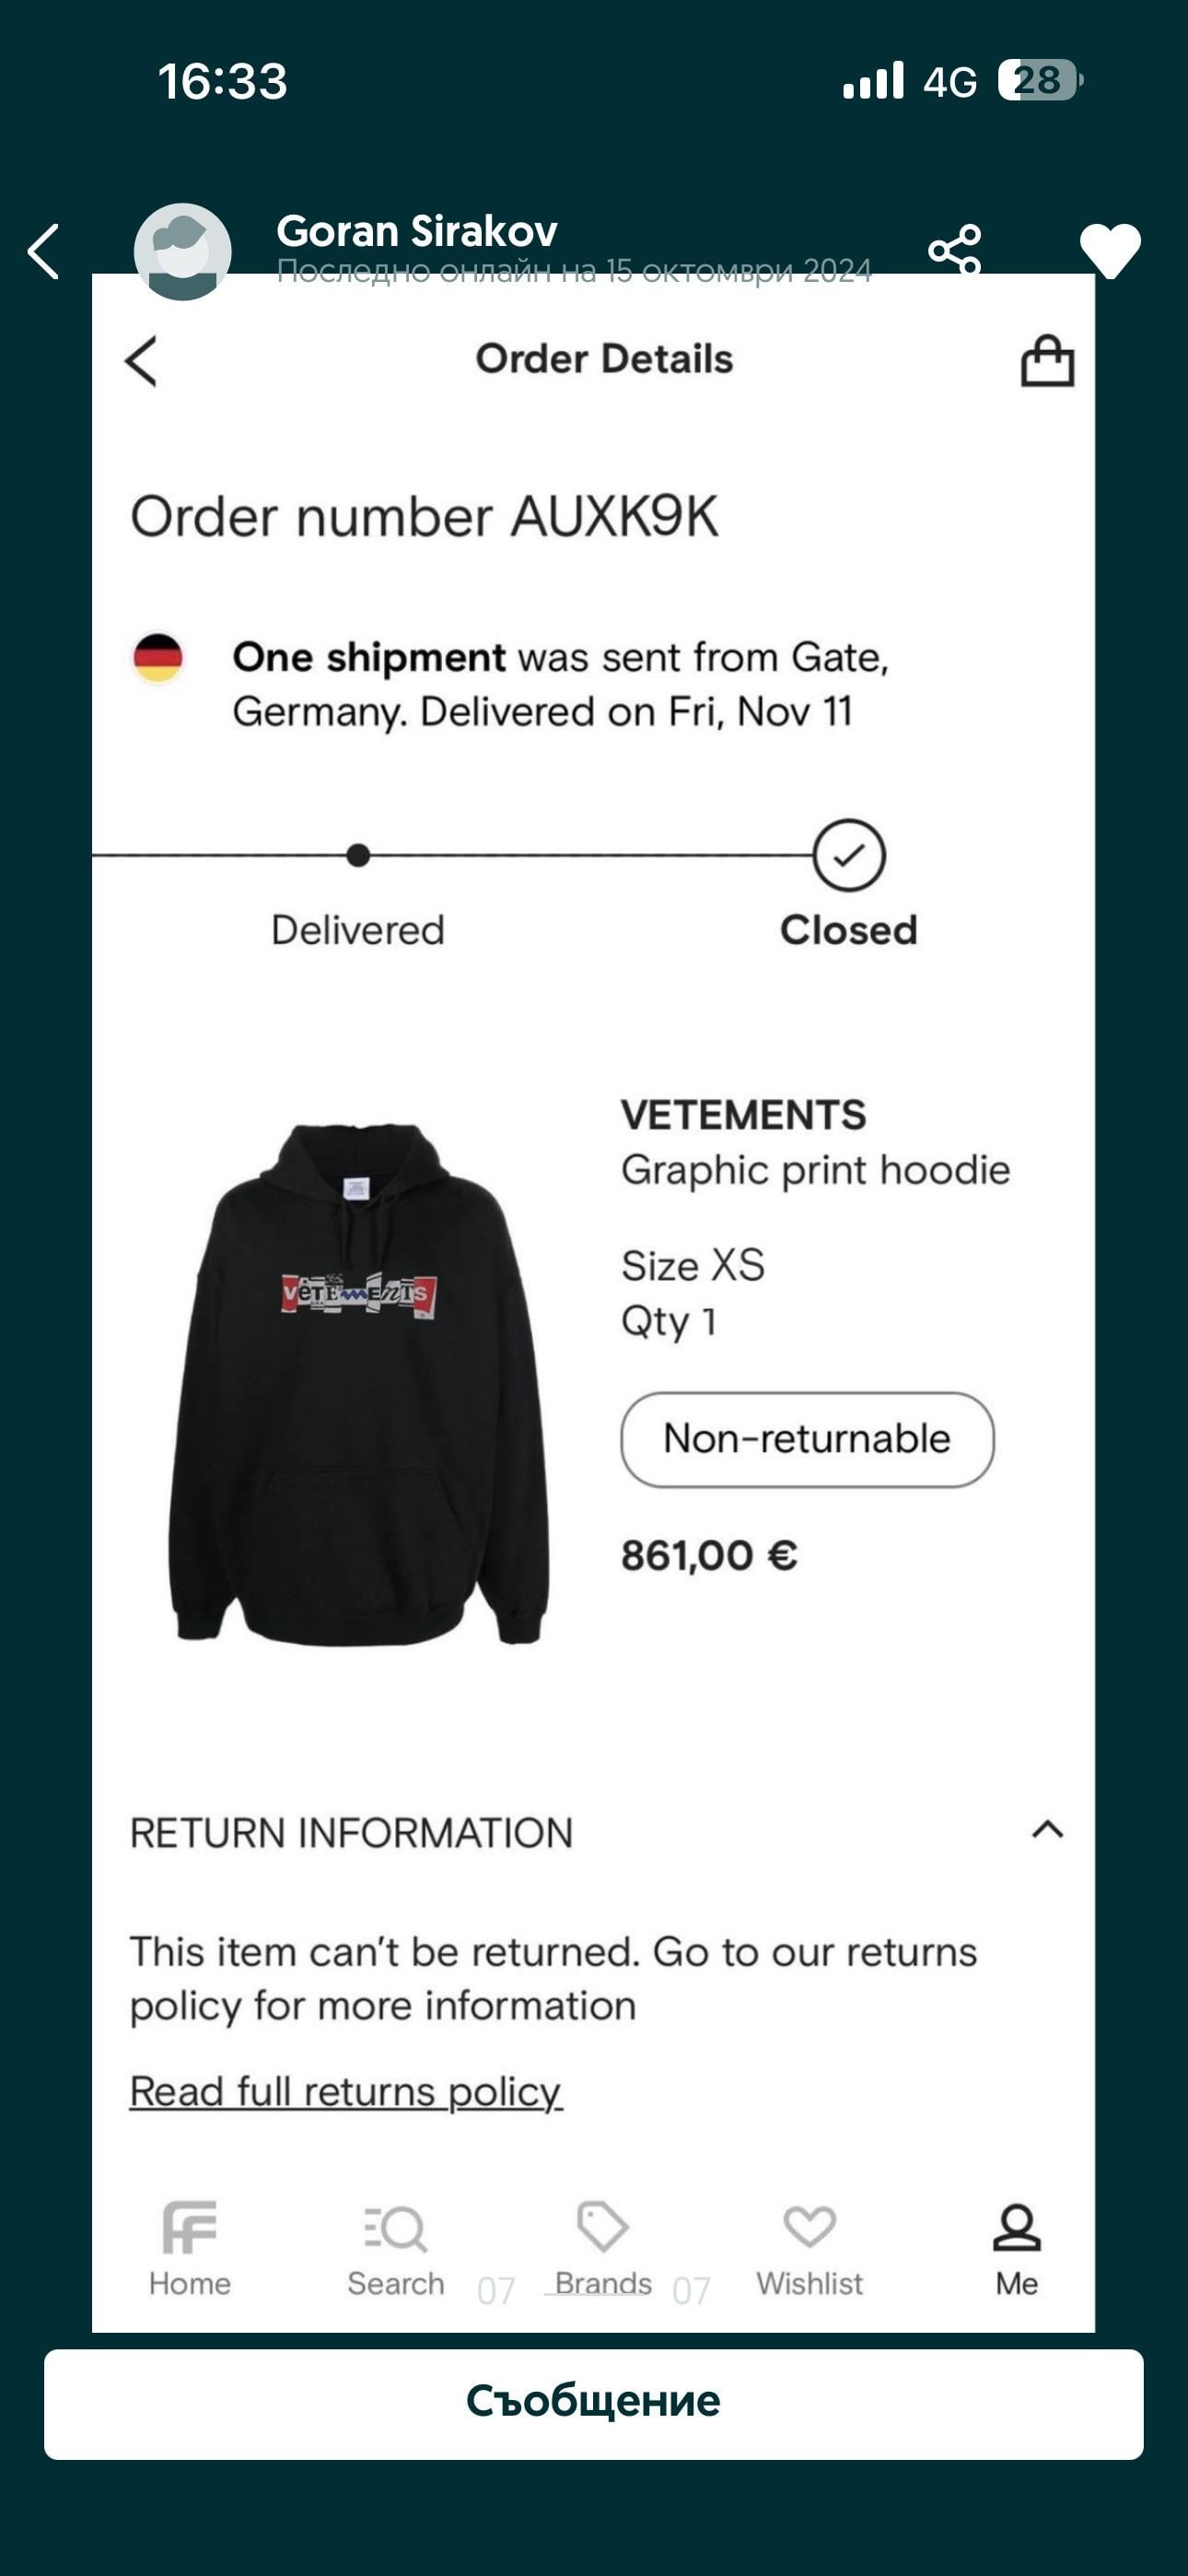 16:33
4G 28
Goran Sirakov
Последно онлайн на 15 октомври 2024
Order Details
Order number AUXK9K
One shipment was sent from Gate,
Germany. Delivered on Fri, Nov 11
Delivered
Closed
VETEMENTS
Graphic print hoodie
VETEMENTS
Size XS
Qty 1
Non-returnable
861,00 €
RETURN INFORMATION
This item can't be returned. Go to our returns
policy for more information
Read full returns policy
Home
Search
Brands
Wishlist
Me
07
07
Съобщение